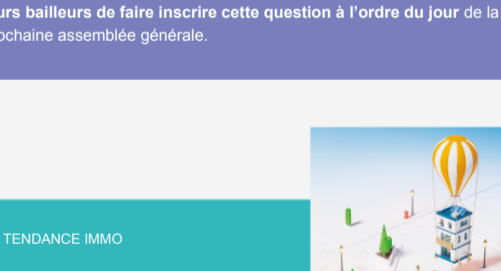 urs bailleurs de faire inscrire cette question à l'ordre du jour de la
ochaine assemblée générale.
TENDANCE IMMO